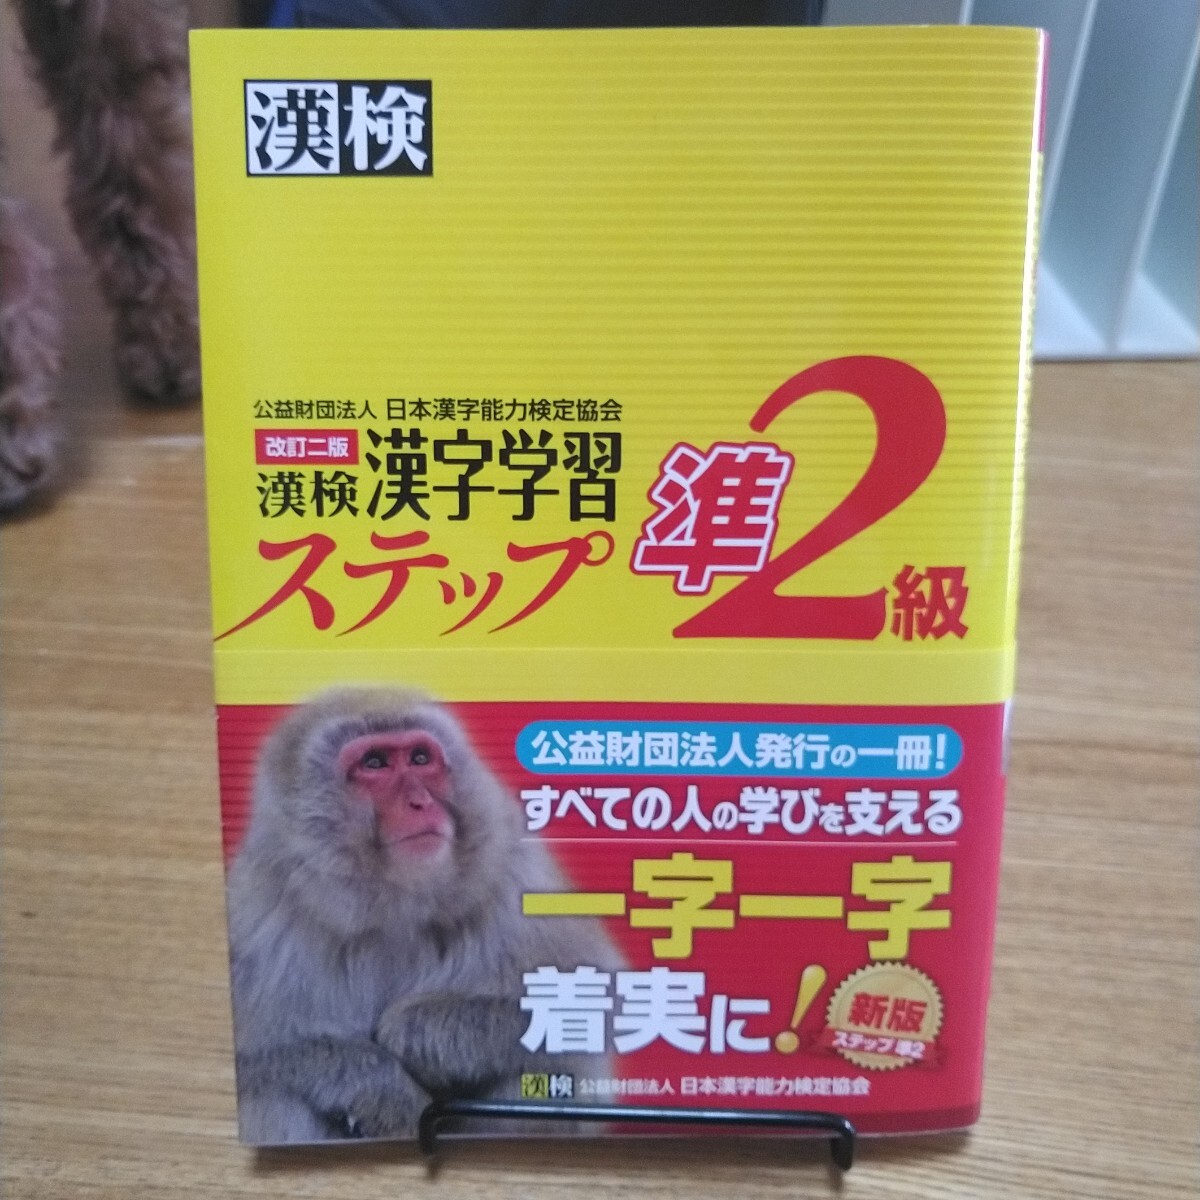 漢検
公益財団法人 日本漢字能力検定協会
改訂二版
漢検 漢字学習
ステップ 準2級
公益財団法人発行の一冊!
すべての人の学びを支える
一字一字
着実に!
新版
ステップ 準2
漢検 公益財団法人 日本漢字能力検定協会